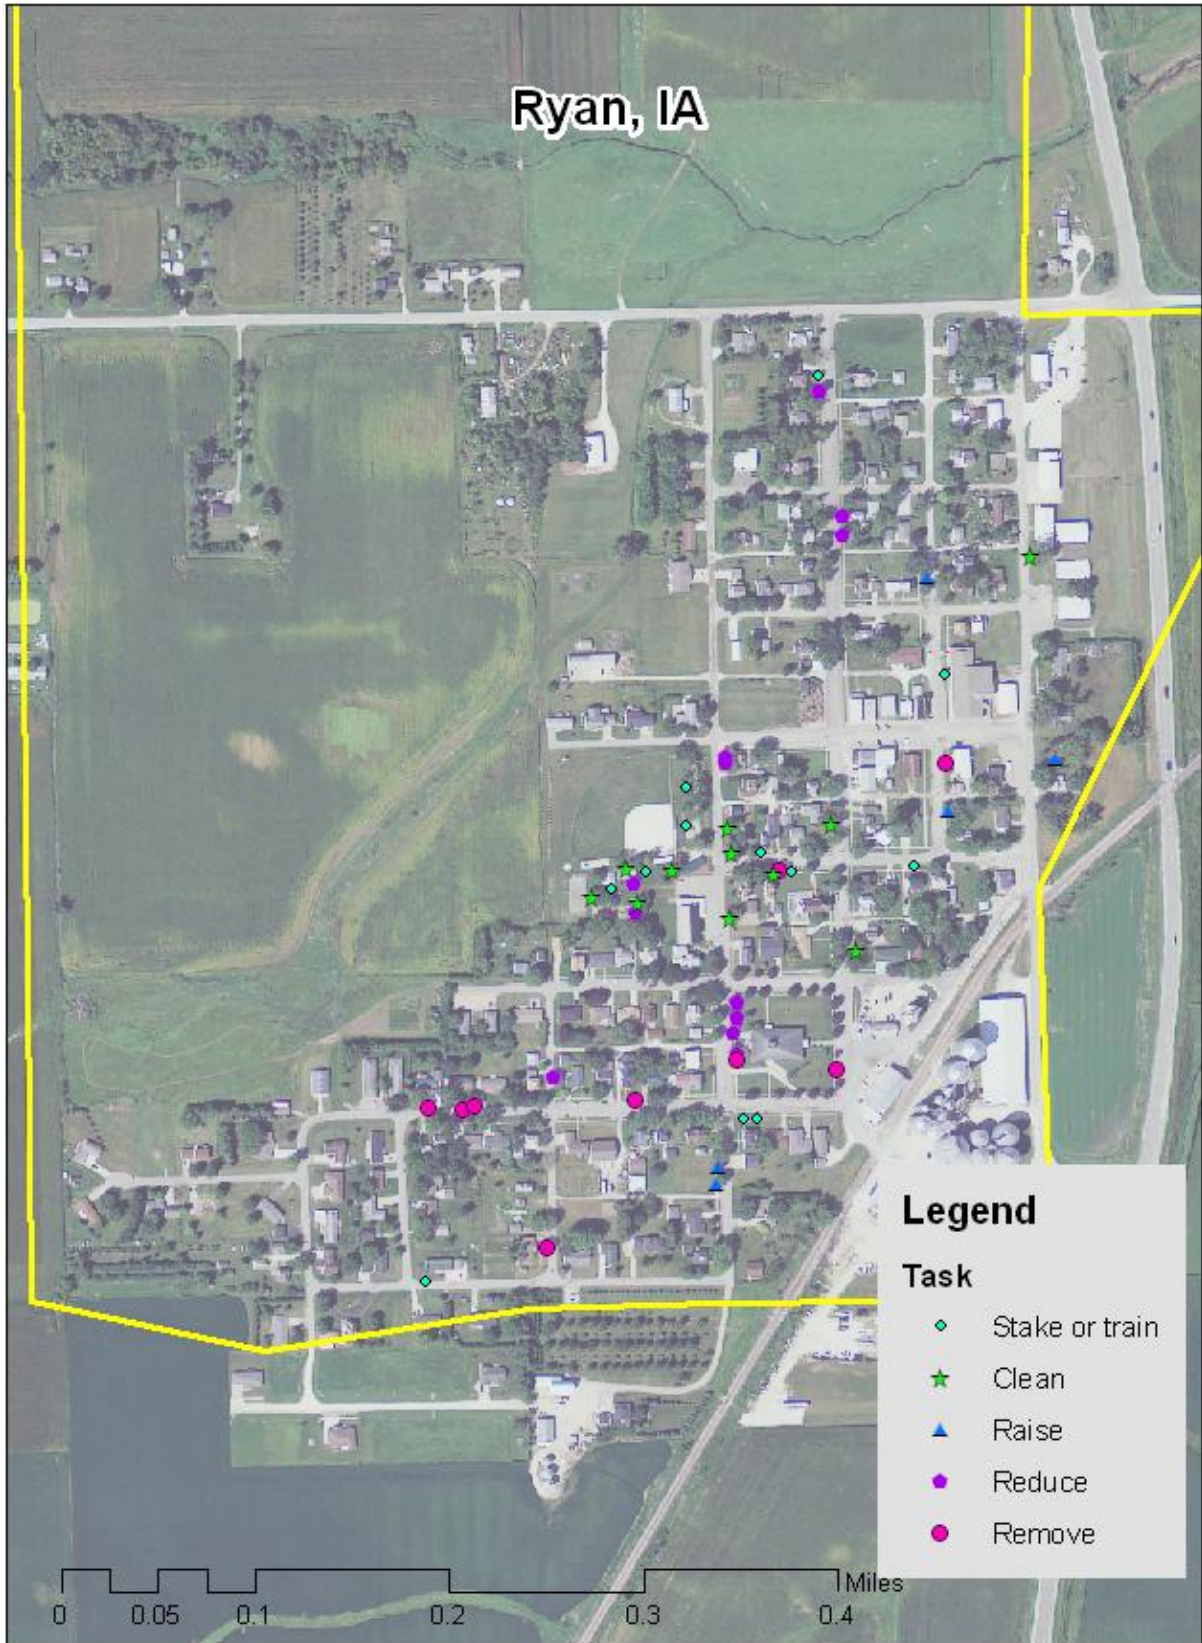 Ryan, IA
Legend
Task
Stake or train
Clean
Raise
Reduce
Remove
Miles
0 0.05 0.1 0.2 0.3 0.4